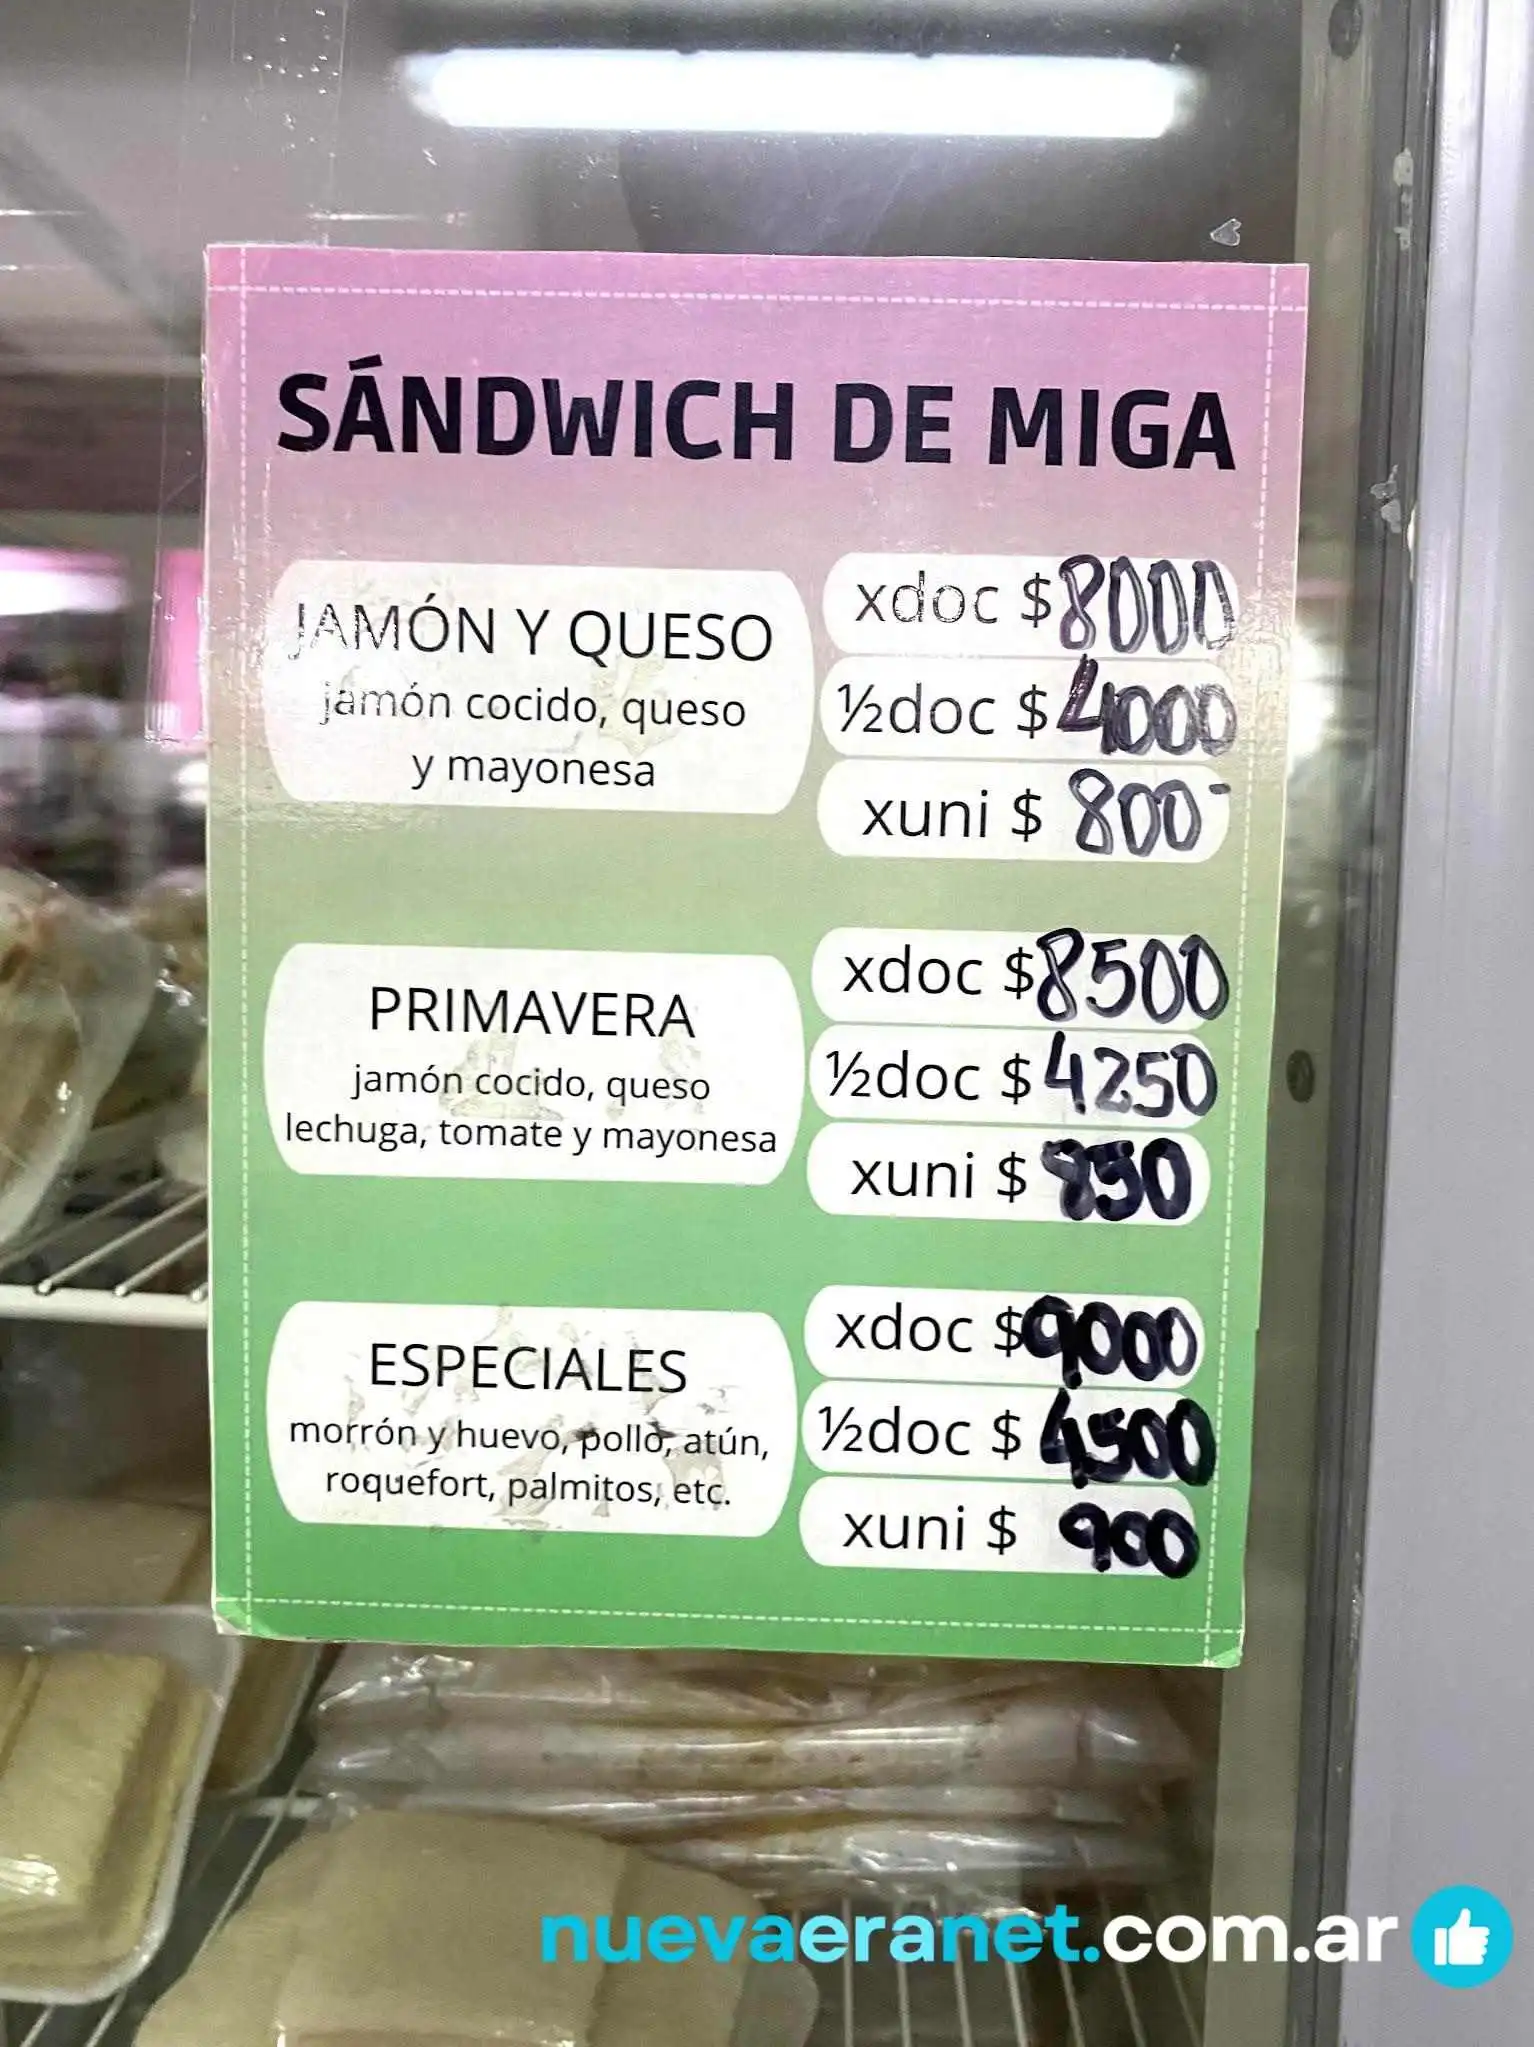 SÁNDWICH DE MIGA
JAMÓN Y QUESO
jamón cocido, queso
y mayonesa
xdoc $8000
½doc $4000
xuni $ 800-
PRIMAVERA
jamón cocido, queso
lechuga, tomate y mayonesa
xdoc $8500
½doc $4250
xuni $ 850
ESPECIALES
morrón y huevo, pollo, atún,
roquefort, palmitos, etc.
xdoc $9000
½doc $ 4500
xuni $ 900
nuevaeranet.com.ar